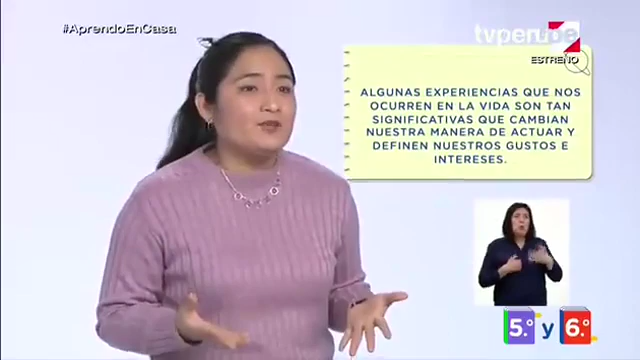 #AprendoEnCasa
tvperu
ESTRENO
ALGUNAS EXPERIENCIAS QUE NOS
OCURREN EN LA VIDA SON TAN
SIGNIFICATIVAS QUE CAMBIAN
NUESTRA MANERA DE ACTUAR Y
DEFINEN NUESTROS GUSTOS E
INTERESES.
5.º y 6.º